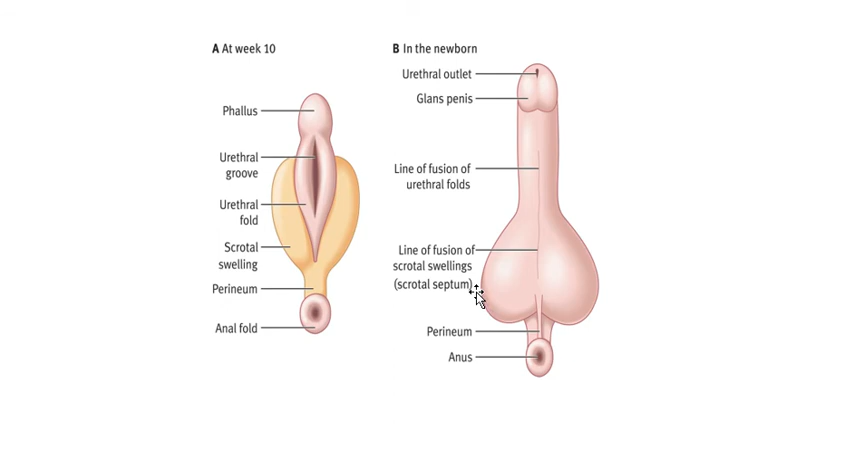 A At week 10
Phallus
Urethral
groove
Urethral
fold
Scrotal
swelling
Perineum
Anal fold
B In the newborn
Urethral outlet
Glans penis
Line of fusion of
urethral folds
Line of fusion of
scrotal swellings
(scrotal septum)
Perineum
Anus